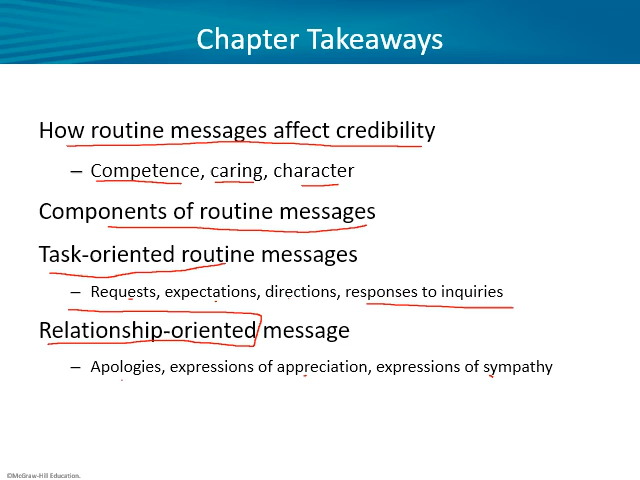 Chapter Takeaways
How routine messages affect credibility
– Competence, caring, character
Components of routine messages
Task-oriented routine messages
– Requests, expectations, directions, responses to inquiries
Relationship-oriented message
– Apologies, expressions of appreciation, expressions of sympathy
©McGraw-Hill Education.